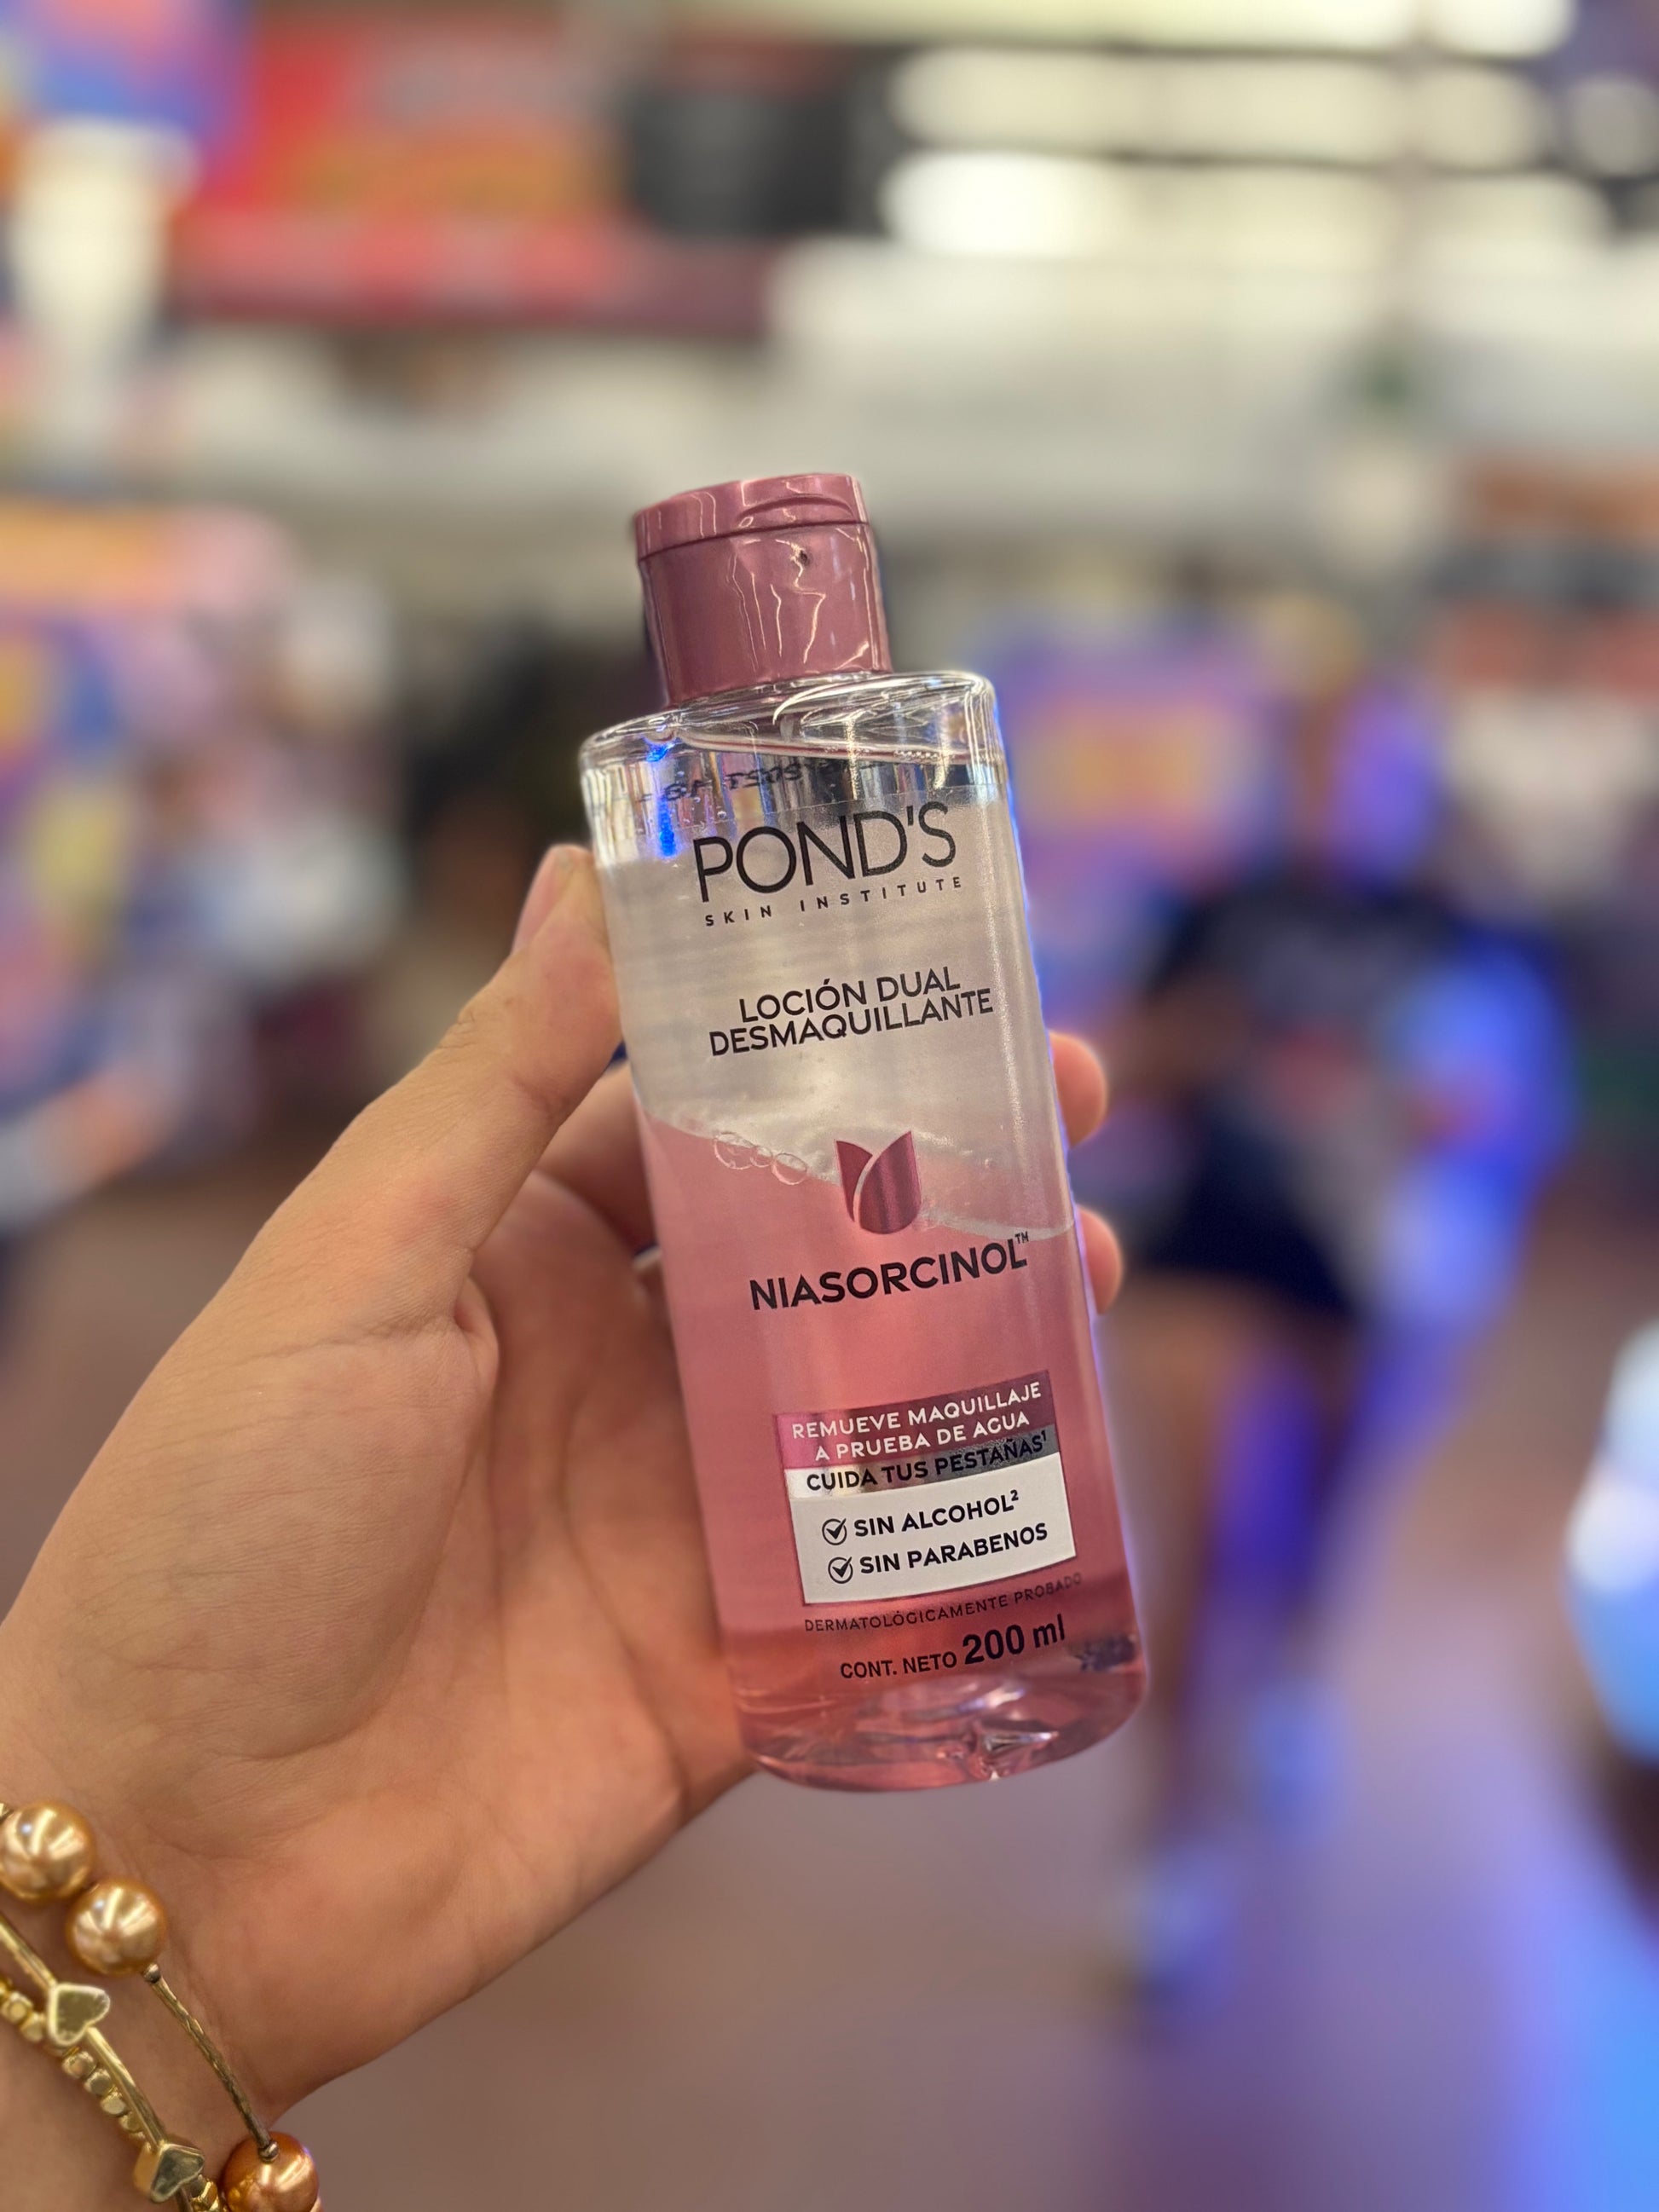 POND'S
SKIN INSTITUTE
LOCIÓN DUAL
DESMAQUILLANTE
NIASORCINOL™
REMUEVE MAQUILLAJE
A PRUEBA DE AGUA
CUIDA TUS PESTAÑAS¹
SIN ALCOHOL²
SIN PARABENOS
DERMATOLÓGICAMENTE PROBADO
CONT. NETO 200 ml